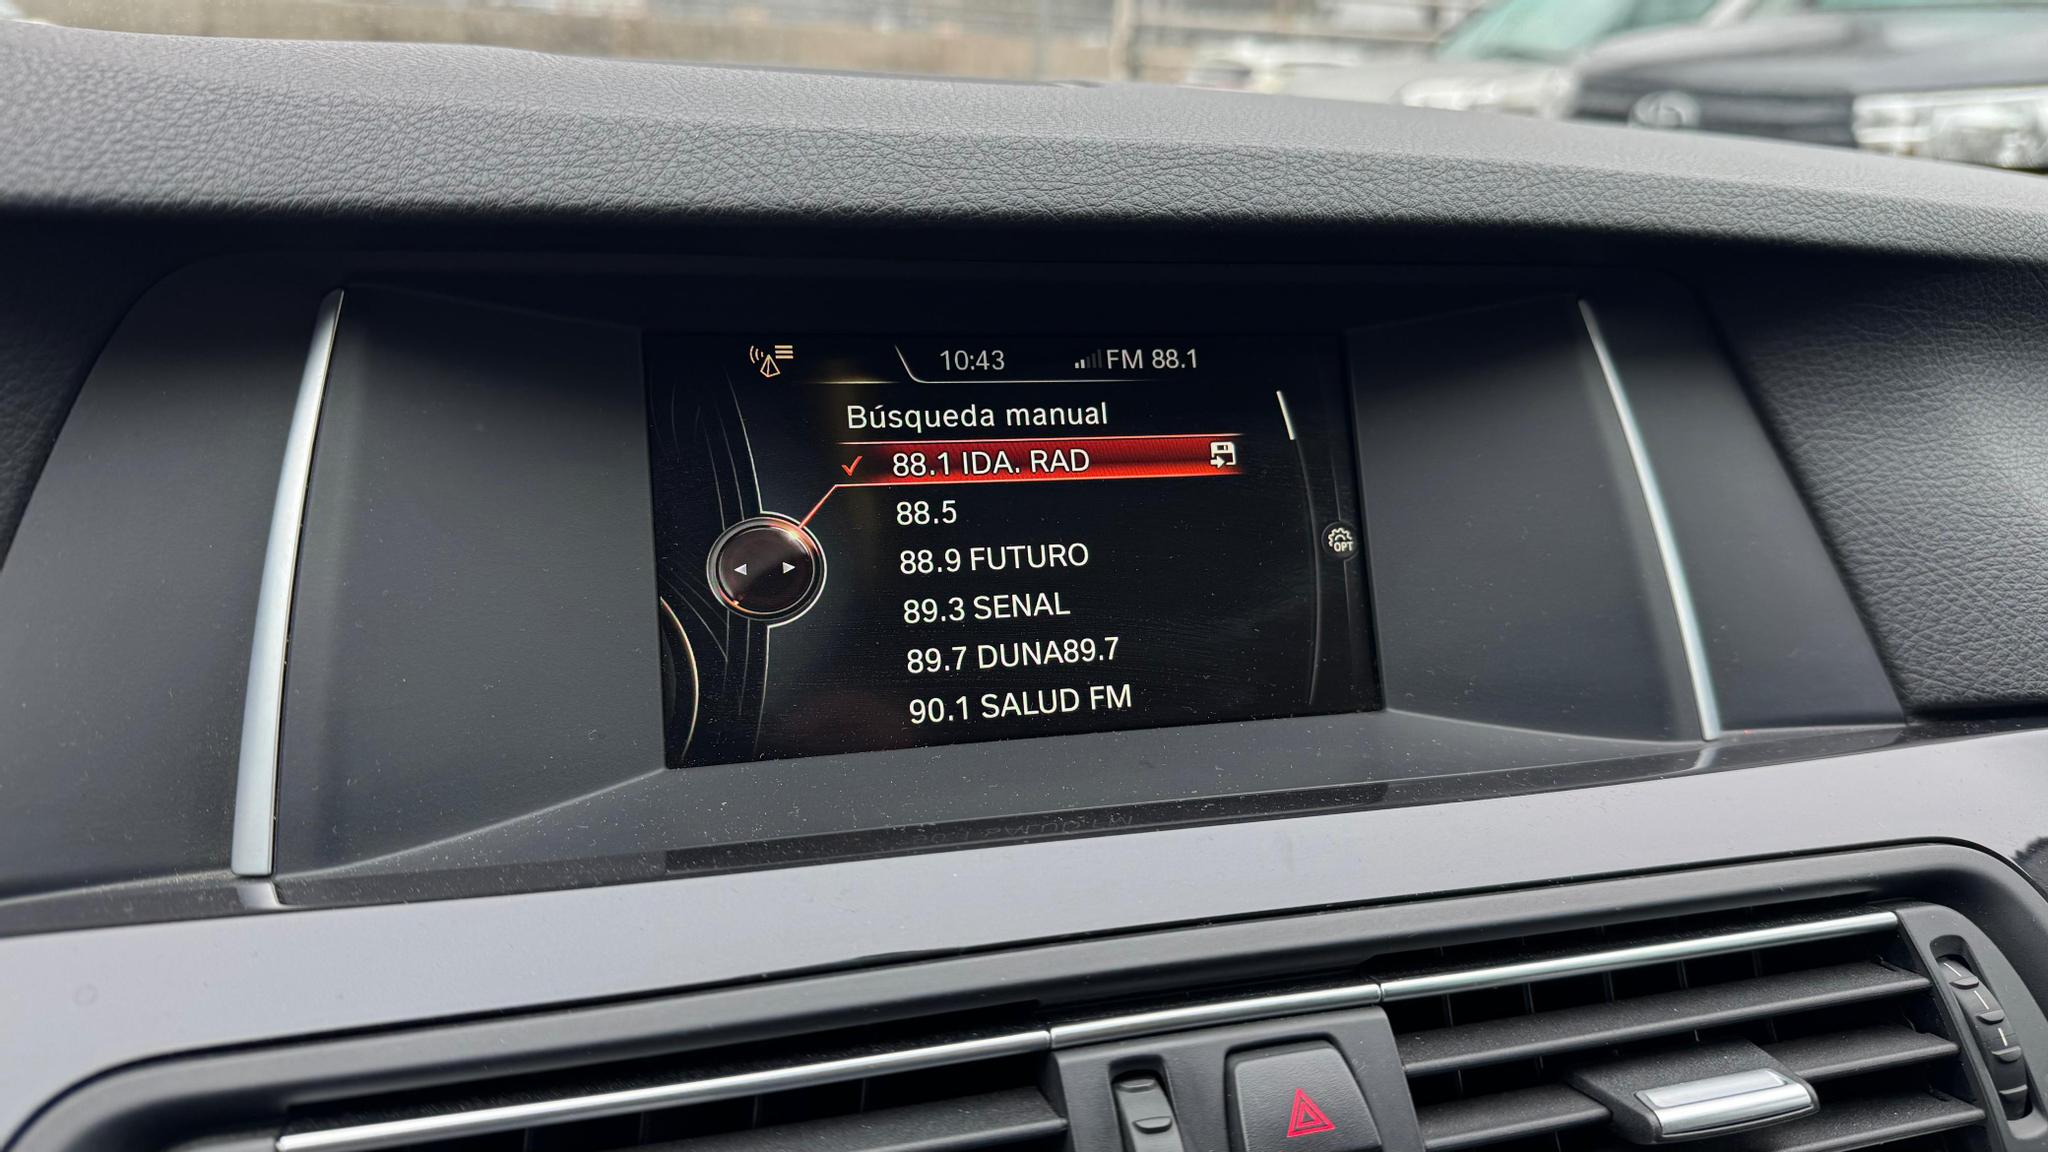 10:43 FM 88.1
Búsqueda manual
88.1 IDA. RAD
88.5
88.9 FUTURO
89.3 SENAL
89.7 DUNA89.7
90.1 SALUD FM
OPT